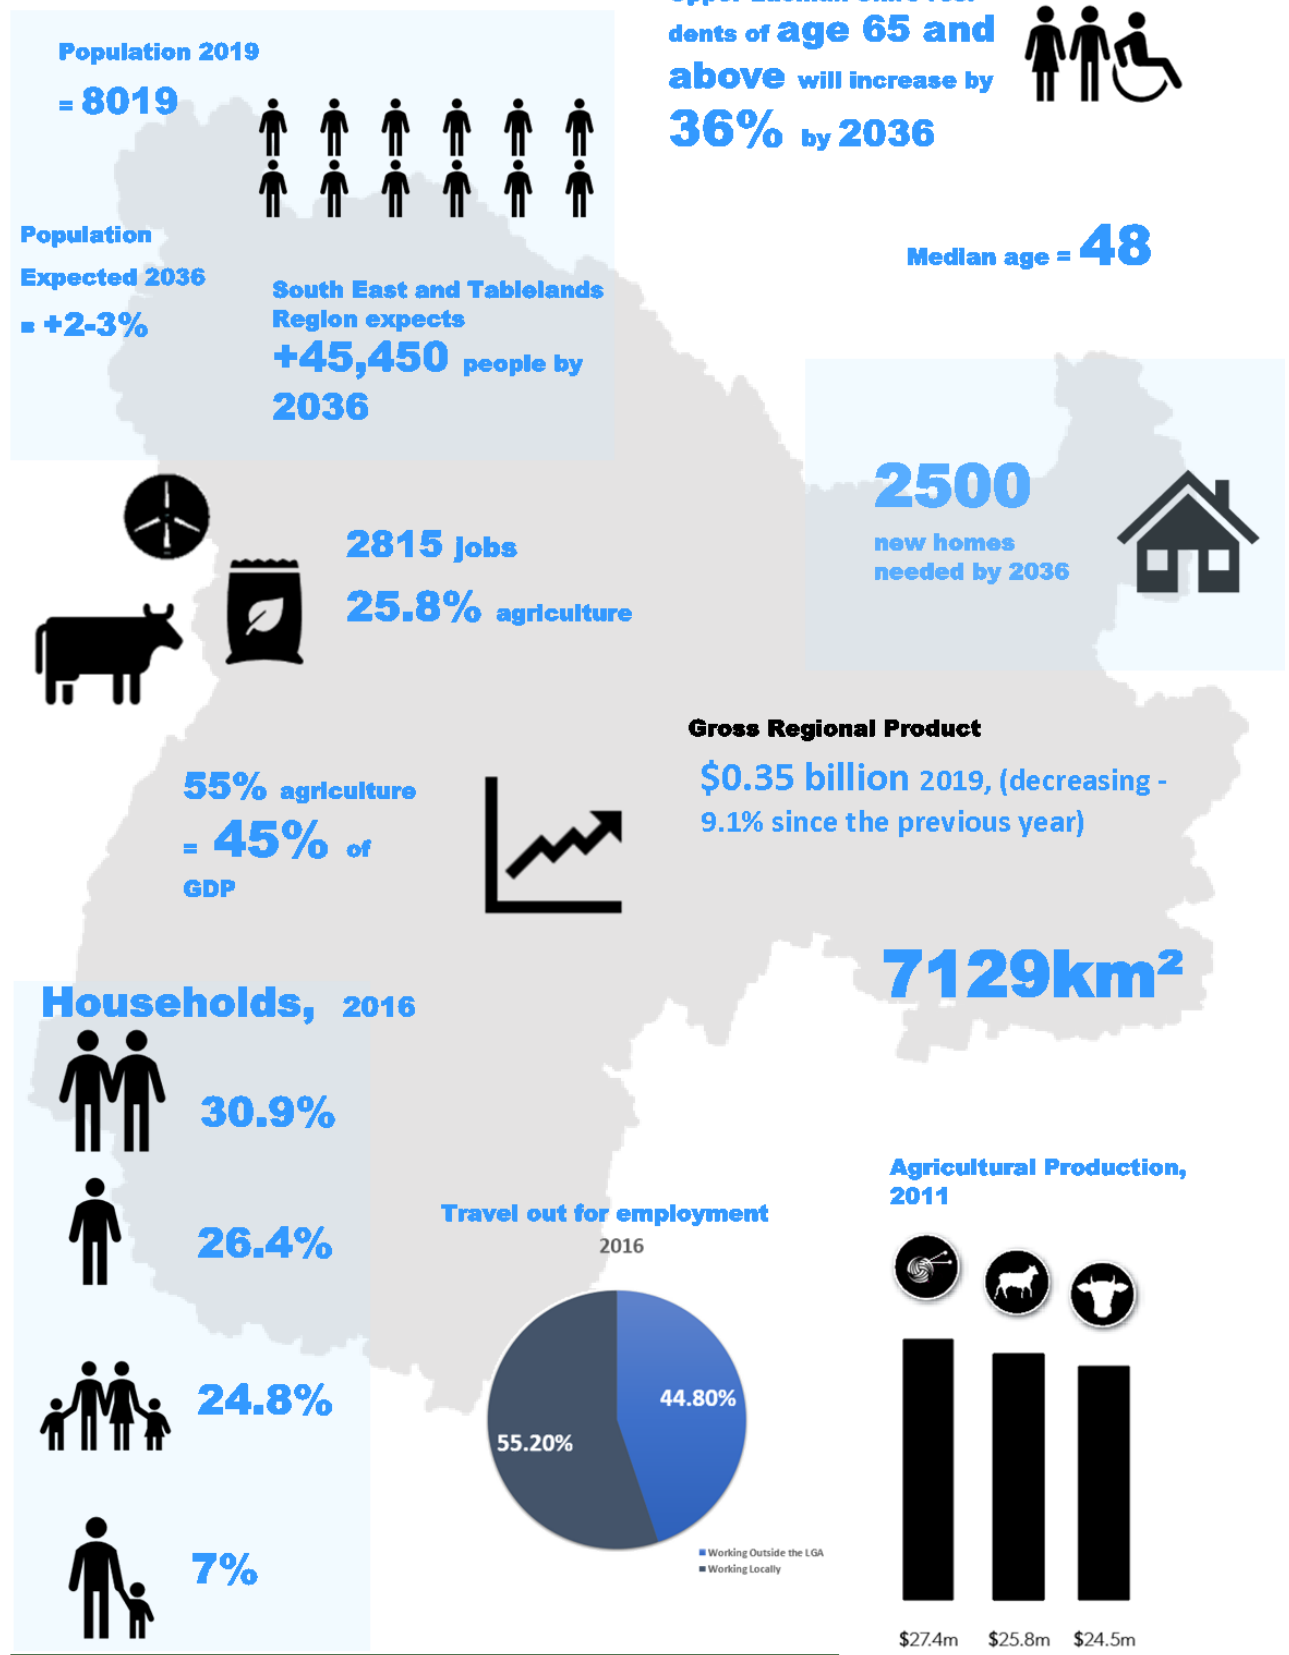 Population 2019
= 8019
Population
Expected 2036
= +2-3%
South East and Tablelands
Region expects
+45,450 people by
2036
dents of age 65 and
above will increase by
36% by 2036
Median age = 48
2500
new homes
needed by 2036
2815 jobs
25.8% agriculture
55% agriculture
= 45% of
GDP
Gross Regional Product
$0.35 billion 2019, (decreasing -
9.1% since the previous year)
7129km²
Households, 2016
30.9%
26.4%
24.8%
7%
Travel out for employment
2016
44.80%
55.20%
Working Outside the LGA
Working Locally
Agricultural Production,
2011
$27.4m $25.8m $24.5m